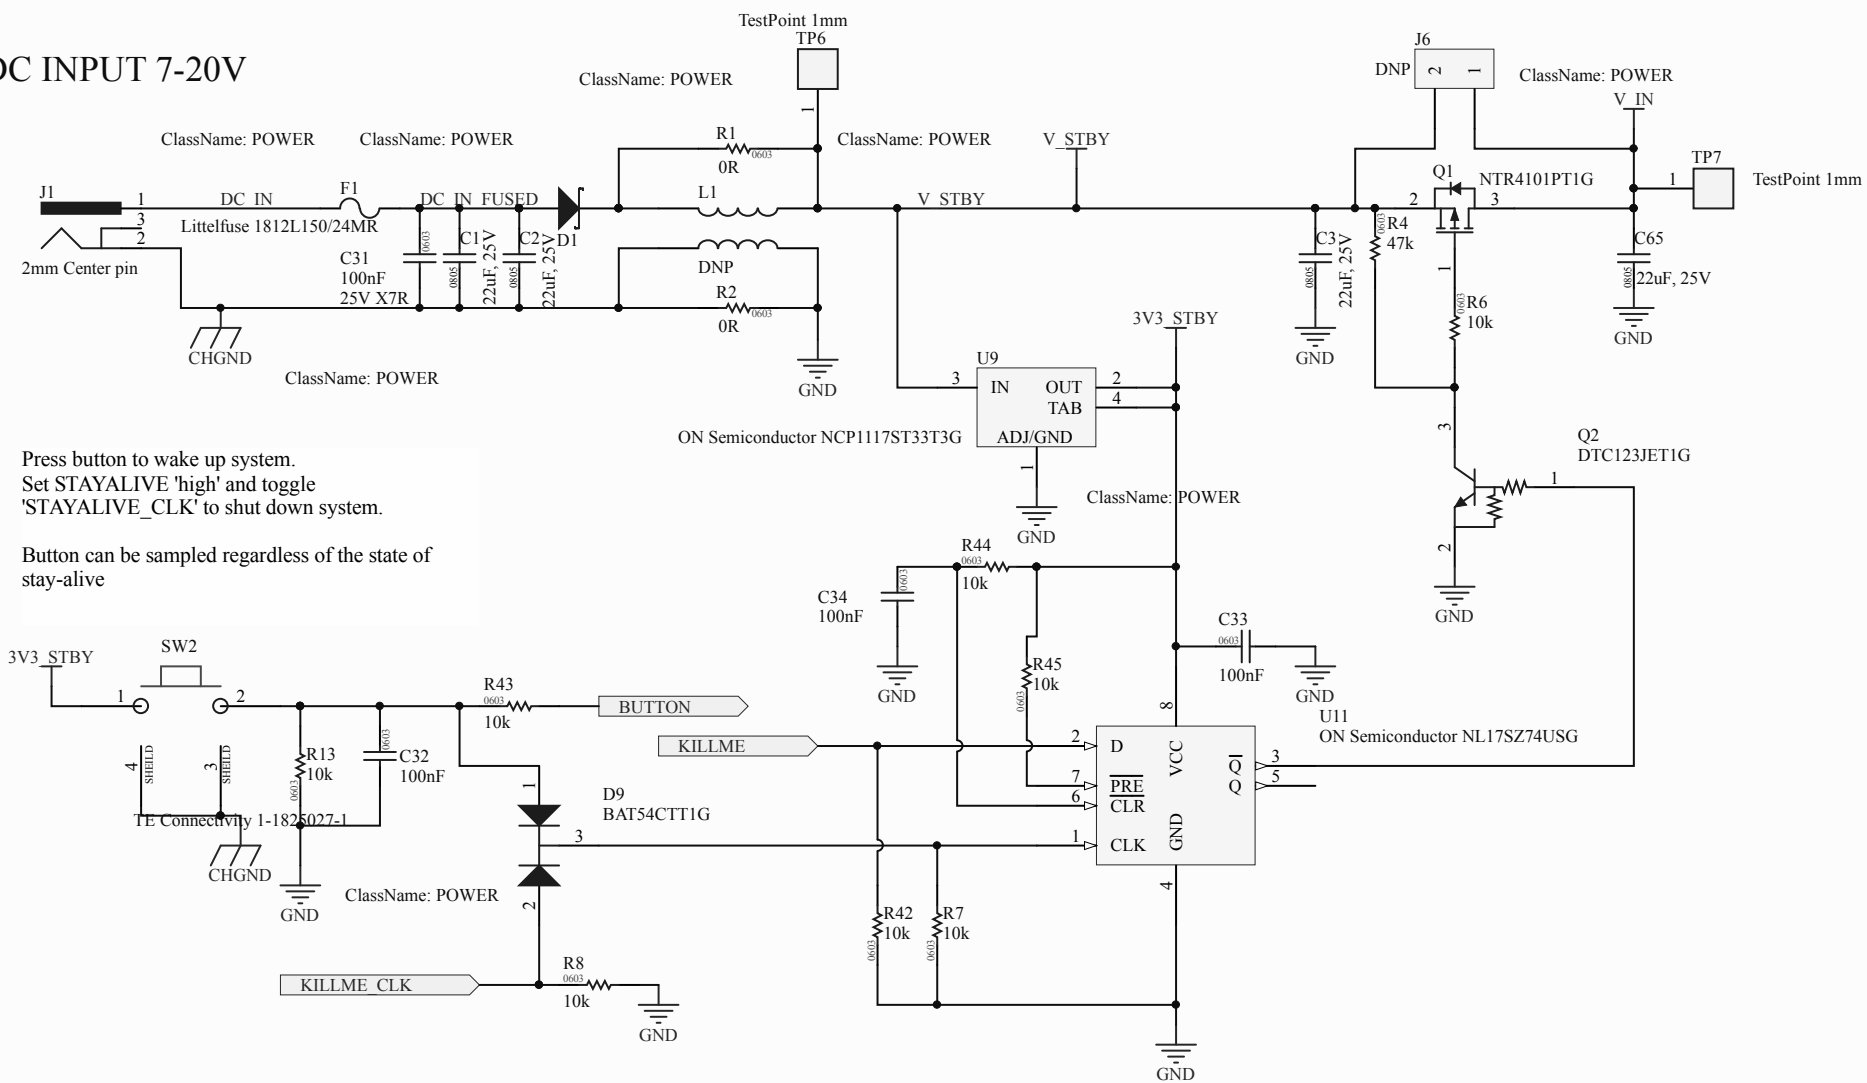 DC INPUT 7-20V
TestPoint 1mm
TP6
1
ClassName: POWER
ClassName: POWER
ClassName: POWER
R1
0603
0R
ClassName: POWER
V_STBY
J6
DNP
2
1
ClassName: POWER
V_IN
TP7
1
TestPoint 1mm
J1
1
3
2
2mm Center pin
DC_IN
F1
Littelfuse 1812L150/24MR
DC_IN_FUSED
D1
L1
V_STBY
2
Q1
3
NTR4101PT1G
1
C31
100nF
25V X7R
0603
C1
0805
22uF, 25V
C2
0805
22uF, 25V
DNP
R2
0603
0R
C3
0805
22uF, 25V
GND
0603
R4
47k
R6
0603
10k
C65
0805
22uF, 25V
GND
CHGND
ClassName: POWER
GND
3V3_STBY
U9
3
IN
OUT
2
TAB
4
ADJ/GND
1
ON Semiconductor NCP1117ST33T3G
GND
ClassName: POWER
3
Q2
DTC123JET1G
1
2
GND
Press button to wake up system.
Set STAYALIVE 'high' and toggle
'STAYALIVE_CLK' to shut down system.
Button can be sampled regardless of the state of
stay-alive
R44
0603
10k
C34
100nF
0603
GND
R45
10k
0603
C33
0603
100nF
GND
3V3_STBY
SW2
1
2
4
SHEILD
3
SHEILD
TE Connectivity 1-1825027-1
CHGND
R13
10k
0603
C32
100nF
0603
GND
R43
0603
10k
BUTTON
KILLME
D9
BAT54CTT1G
1
3
2
ClassName: POWER
KILLME_CLK
R8
0603
10k
GND
R42
10k
0603
R7
10k
0603
U11
ON Semiconductor NL17SZ74USG
8
VCC
2
D
7
PRE
6
CLR
1
CLK
Q
3
Q
5
GND
4
GND